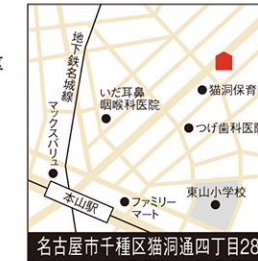 地下鉄名城線
猫洞保育
いだ耳鼻
咽喉科医院
つげ歯科医院
マックスバリュ
本山駅
ファミリー
マート
東山小学校
名古屋市千種区猫洞通四丁目28